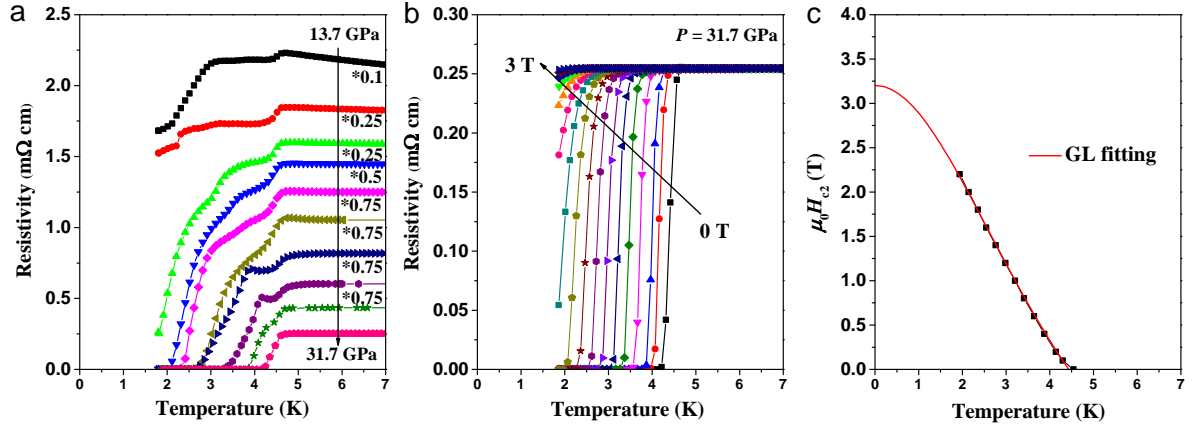 a
2.5
2.0
1.5
1.0
0.5
0.0
Resistivity (mΩ cm)
13.7 GPa
*0.1
*0.25
*0.25
*0.5
*0.75
*0.75
*0.75
*0.75
31.7 GPa
0 1 2 3 4 5 6 7
Temperature (K)
b
0.30
0.25
0.20
0.15
0.10
0.05
0.00
Resistivity (mΩ cm)
P = 31.7 GPa
3 T
0 T
0 1 2 3 4 5 6 7
Temperature (K)
c
4.0
3.5
3.0
2.5
2.0
1.5
1.0
0.5
0.0
μ0Hc2 (T)
GL fitting
0 1 2 3 4 5 6 7
Temperature (K)